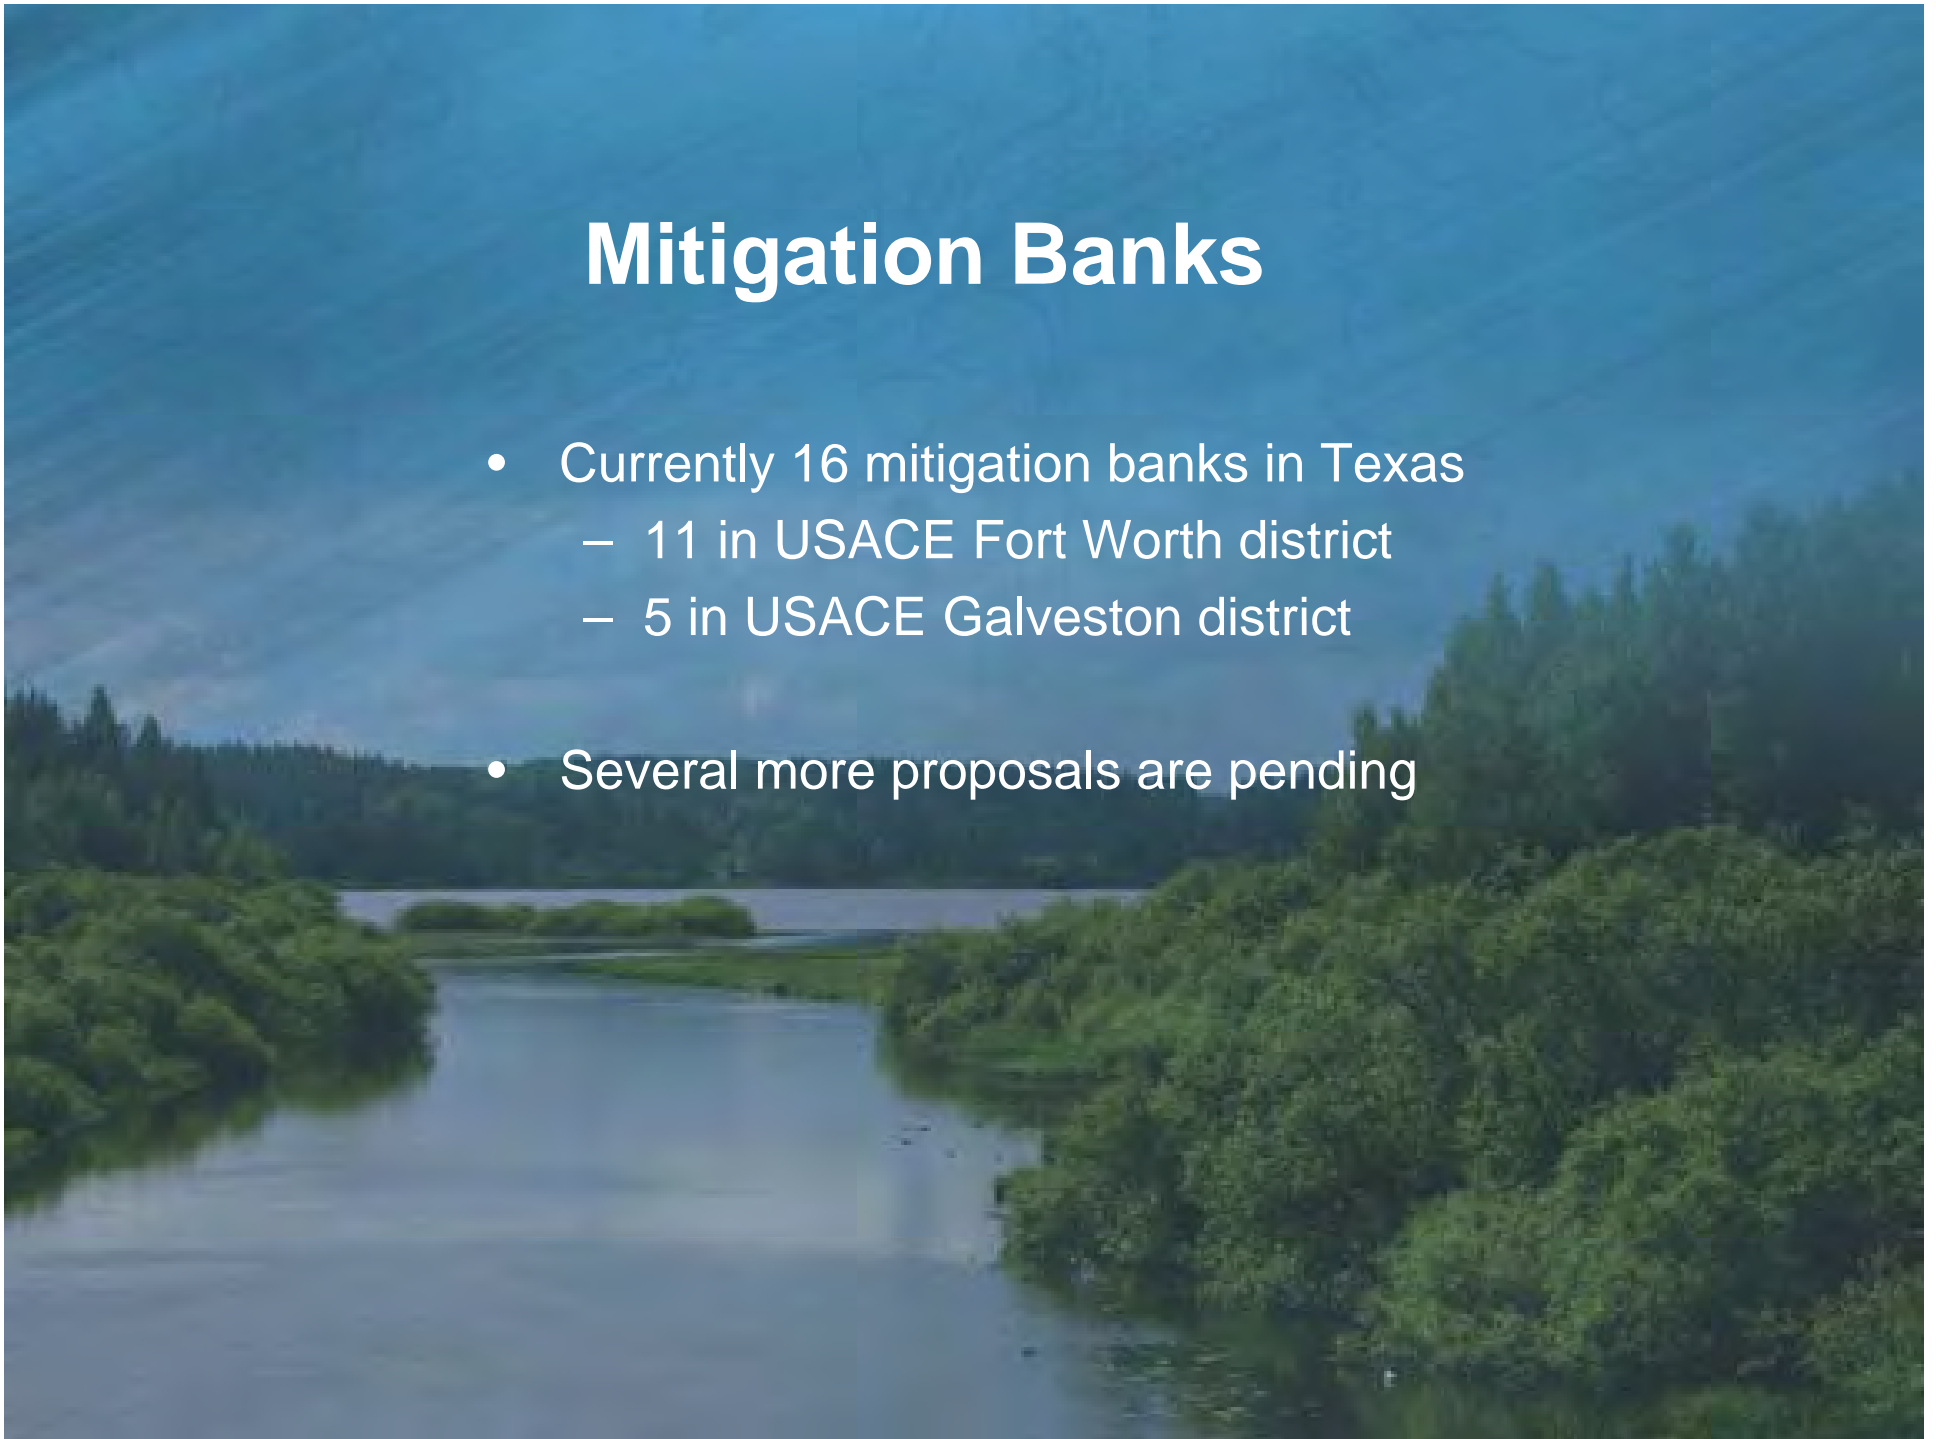 Mitigation Banks
• Currently 16 mitigation banks in Texas
– 11 in USACE Fort Worth district
– 5 in USACE Galveston district
• Several more proposals are pending